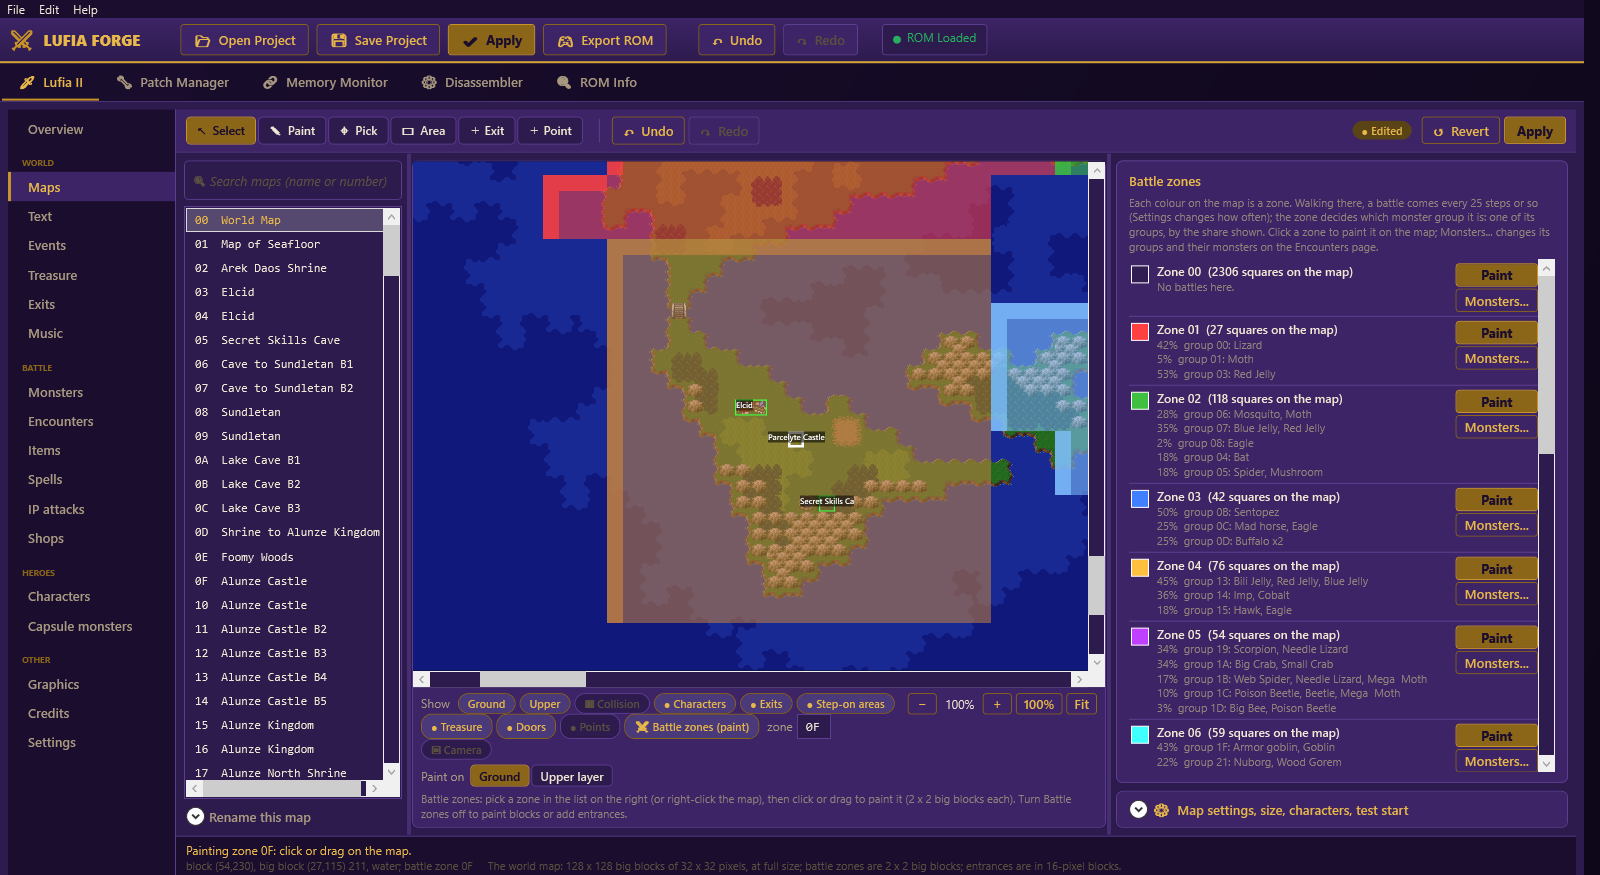 File Edit Help
LUFIA FORGE
Open Project
Save Project
Apply
Export ROM
Undo
Redo
ROM Loaded
Lufia II
Patch Manager
Memory Monitor
Disassembler
ROM Info
Overview
WORLD
Maps
Text
Events
Treasure
Exits
Music
BATTLE
Monsters
Encounters
Items
Spells
IP attacks
Shops
HEROES
Characters
Capsule monsters
OTHER
Graphics
Credits
Settings
Select
Paint
Pick
Area
+ Exit
+ Point
Undo
Redo
Edited
Revert
Apply
Search maps (name or number)
00 World Map
01 Map of Seafloor
02 Arek Daos Shrine
03 Elcid
04 Elcid
05 Secret Skills Cave
06 Cave to Sundletan B1
07 Cave to Sundletan B2
08 Sundletan
09 Sundletan
0A Lake Cave B1
0B Lake Cave B2
0C Lake Cave B3
0D Shrine to Alunze Kingdom
0E Foomy Woods
0F Alunze Castle
10 Alunze Castle
11 Alunze Castle B2
12 Alunze Castle B3
13 Alunze Castle B4
14 Alunze Castle B5
15 Alunze Kingdom
16 Alunze Kingdom
17 Alunze North Shrine
Rename this map
Elcid
Parcelyte Castle
Secret Skills Ca
Show
Ground
Upper
Collision
Characters
Exits
Step-on areas
− 100% + 100% Fit
Treasure
Doors
Points
Battle zones (paint)
zone 0F
Camera
Paint on
Ground
Upper layer
Battle zones: pick a zone in the list on the right (or right-click the map), then click or drag to paint it (2 x 2 big blocks each). Turn Battle
zones off to paint blocks or add entrances.
Battle zones
Each colour on the map is a zone. Walking there, a battle comes every 25 steps or so
(Settings changes how often); the zone decides which monster group it is: one of its
groups, by the share shown. Click a zone to paint it on the map; Monsters... changes its
groups and their monsters on the Encounters page.
Zone 00 (2306 squares on the map)
No battles here.
Paint
Monsters...
Zone 01 (27 squares on the map)
42% group 00: Lizard
5% group 01: Moth
53% group 03: Red Jelly
Paint
Monsters...
Zone 02 (118 squares on the map)
28% group 06: Mosquito, Moth
35% group 07: Blue Jelly, Red Jelly
2% group 08: Eagle
18% group 04: Bat
18% group 05: Spider, Mushroom
Paint
Monsters...
Zone 03 (42 squares on the map)
50% group 0B: Sentopez
25% group 0C: Mad horse, Eagle
25% group 0D: Buffalo x2
Paint
Monsters...
Zone 04 (76 squares on the map)
45% group 13: Bili Jelly, Red Jelly, Blue Jelly
36% group 14: Imp, Cobalt
18% group 15: Hawk, Eagle
Paint
Monsters...
Zone 05 (54 squares on the map)
34% group 19: Scorpion, Needle Lizard
34% group 1A: Big Crab, Small Crab
17% group 1B: Web Spider, Needle Lizard, Mega Moth
10% group 1C: Poison Beetle, Beetle, Mega Moth
3% group 1D: Big Bee, Poison Beetle
Paint
Monsters...
Zone 06 (59 squares on the map)
43% group 1F: Armor goblin, Goblin
22% group 21: Nuborg, Wood Gorem
Paint
Monsters...
Map settings, size, characters, test start
Painting zone 0F: click or drag on the map.
block (54,230), big block (27,115) 211, water; battle zone 0F The world map: 128 x 128 big blocks of 32 x 32 pixels, at full size; battle zones are 2 x 2 big blocks; entrances are in 16-pixel blocks.